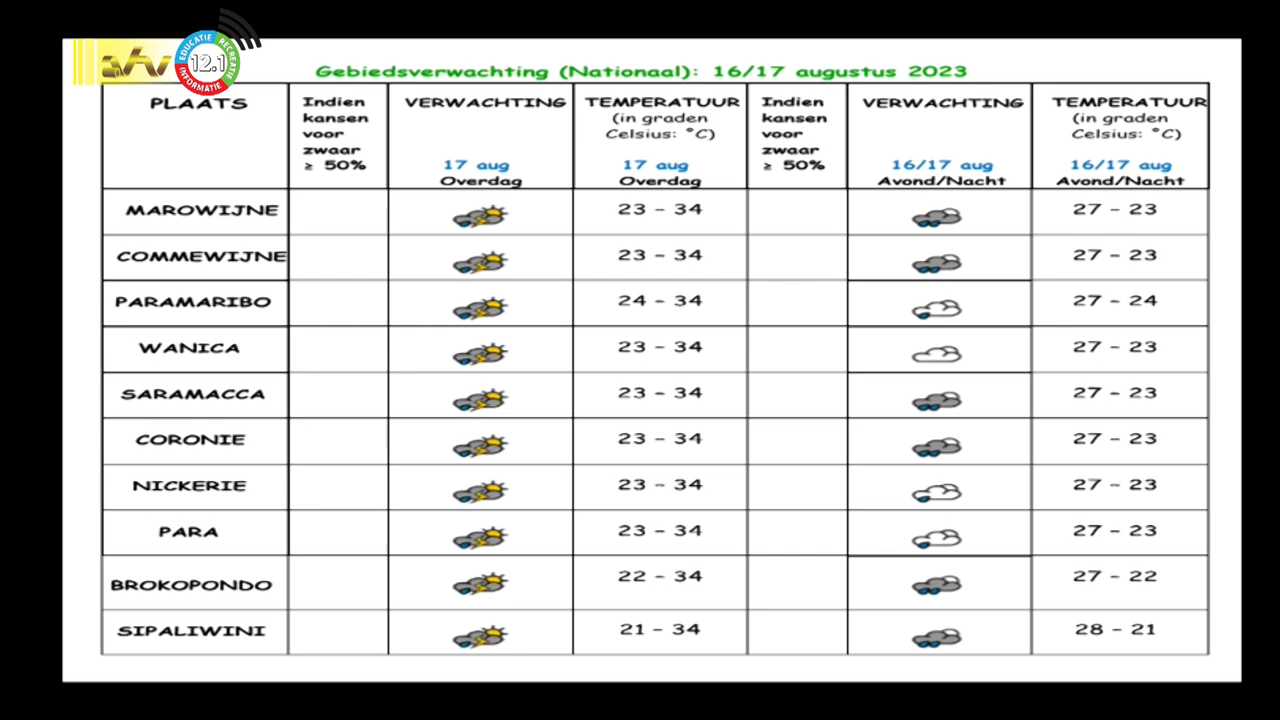 atv
EDUCATIE
RECREATIE
INFORMATIE
12.1
Gebiedsverwachting (Nationaal): 16/17 augustus 2023
PLAATS
Indien
kansen
voor
zwaar
≥ 50%
VERWACHTING
17 aug
Overdag
TEMPERATUUR
(in graden
Celsius: °C)
17 aug
Overdag
Indien
kansen
voor
zwaar
≥ 50%
VERWACHTING
16/17 aug
Avond/Nacht
TEMPERATUUR
(in graden
Celsius: °C)
16/17 aug
Avond/Nacht
MAROWIJNE 23 - 34 27 - 23
COMMEWIJNE 23 - 34 27 - 23
PARAMARIBO 24 - 34 27 - 24
WANICA 23 - 34 27 - 23
SARAMACCA 23 - 34 27 - 23
CORONIE 23 - 34 27 - 23
NICKERIE 23 - 34 27 - 23
PARA 23 - 34 27 - 23
BROKOPONDO 22 - 34 27 - 22
SIPALIWINI 21 - 34 28 - 21